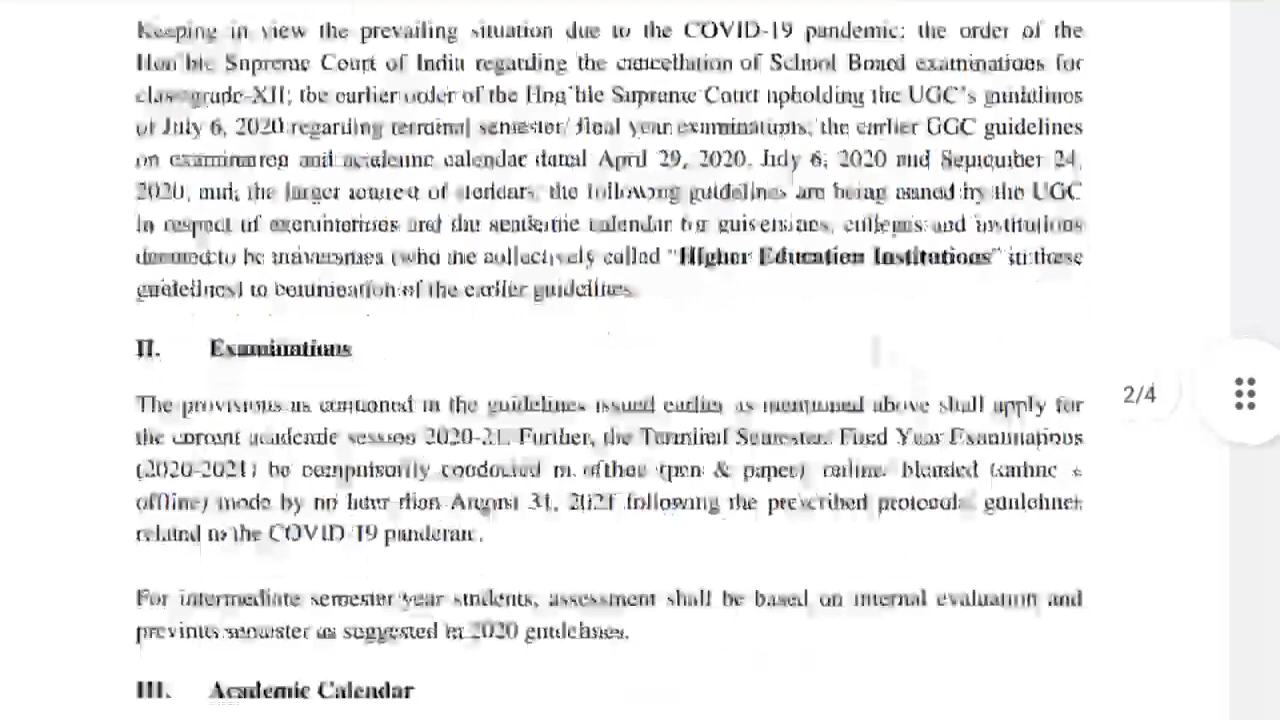 Keeping in view the prevailing situation due to the COVID-19 pandemic; the order of the
Hon'ble Supreme Court of India regarding the cancellation of School Board examinations for
class/grade-XII; the earlier order of the Hon'ble Supreme Court upholding the UGC's guidelines
of July 6, 2020 regarding terminal semester/ final year examinations, the earlier UGC guidelines
on examination and academic calendar dated April 29, 2020, July 6, 2020 and September 24,
2020, and, the larger interest of students, the following guidelines are being issued by the UGC
in respect of examinations and the academic calendar for universities, colleges and institutions
deemed to be universities (who are collectively called "Higher Education Institutions" in these
guidelines) in continuation of the earlier guidelines.
II. Examinations
The provisions as contained in the guidelines issued earlier as mentioned above shall apply for
the current academic session 2020-21. Further, the Terminal Semester/ Final Year Examinations
(2020-2021) be compulsorily conducted in offline (pen & paper)/ online/ blended (online +
offline) mode by no later than August 31, 2021 following the prescribed protocols/ guidelines
related to the COVID-19 pandemic.
2/4
For intermediate semester/year students, assessment shall be based on internal evaluation and
previous semester as suggested in 2020 guidelines.
III. Academic Calendar